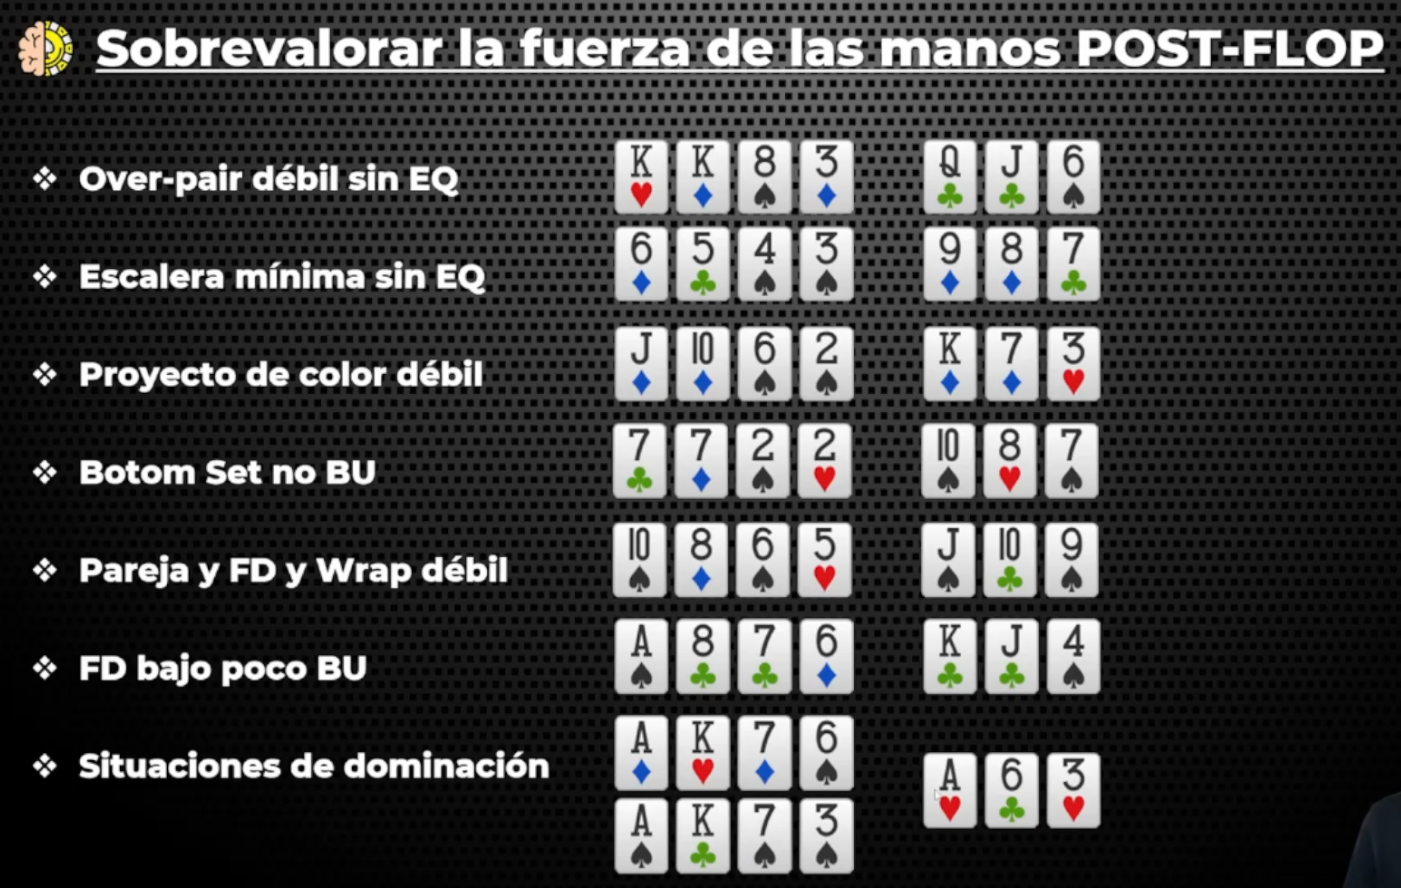 Sobrevalorar la fuerza de las manos POST-FLOP
❖ Over-pair débil sin EQ K♥ K♦ 8♠ 3♦ Q♣ J♣ 6♠
❖ Escalera mínima sin EQ 6♦ 5♣ 4♠ 3♠ 9♦ 8♦ 7♣
❖ Proyecto de color débil J♦ 10♦ 6♠ 2♠ K♦ 7♦ 3♥
❖ Botom Set no BU 7♣ 7♦ 2♠ 2♥ 10♠ 8♥ 7♠
❖ Pareja y FD y Wrap débil 10♠ 8♦ 6♠ 5♥ J♠ 10♣ 9♠
❖ FD bajo poco BU A♠ 8♣ 7♣ 6♦ K♣ J♣ 4♠
❖ Situaciones de dominación A♦ K♥ 7♦ 6♠ A♥ 6♣ 3♥
A♠ K♣ 7♠ 3♠